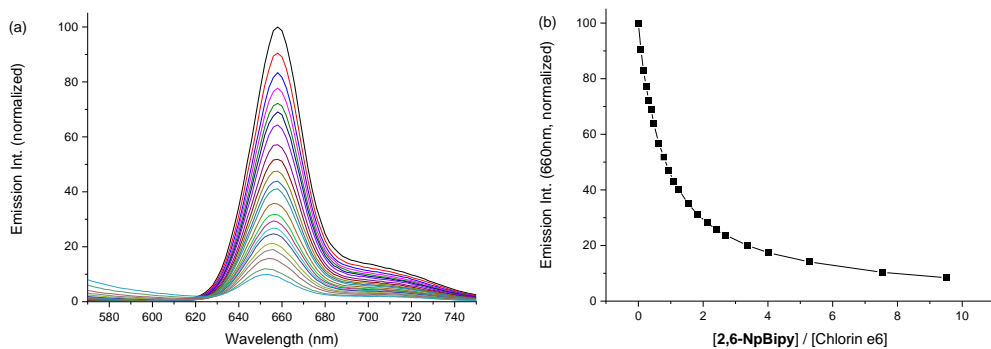 (a)
Emission Int. (normalized)
100
80
60
40
20
0
580 600 620 640 660 680 700 720 740
Wavelength (nm)
(b)
Emission Int. (660nm, normalized)
100
80
60
40
20
0
0 2 4 6 8 10
[2,6-NpBipy] / [Chlorin e6]